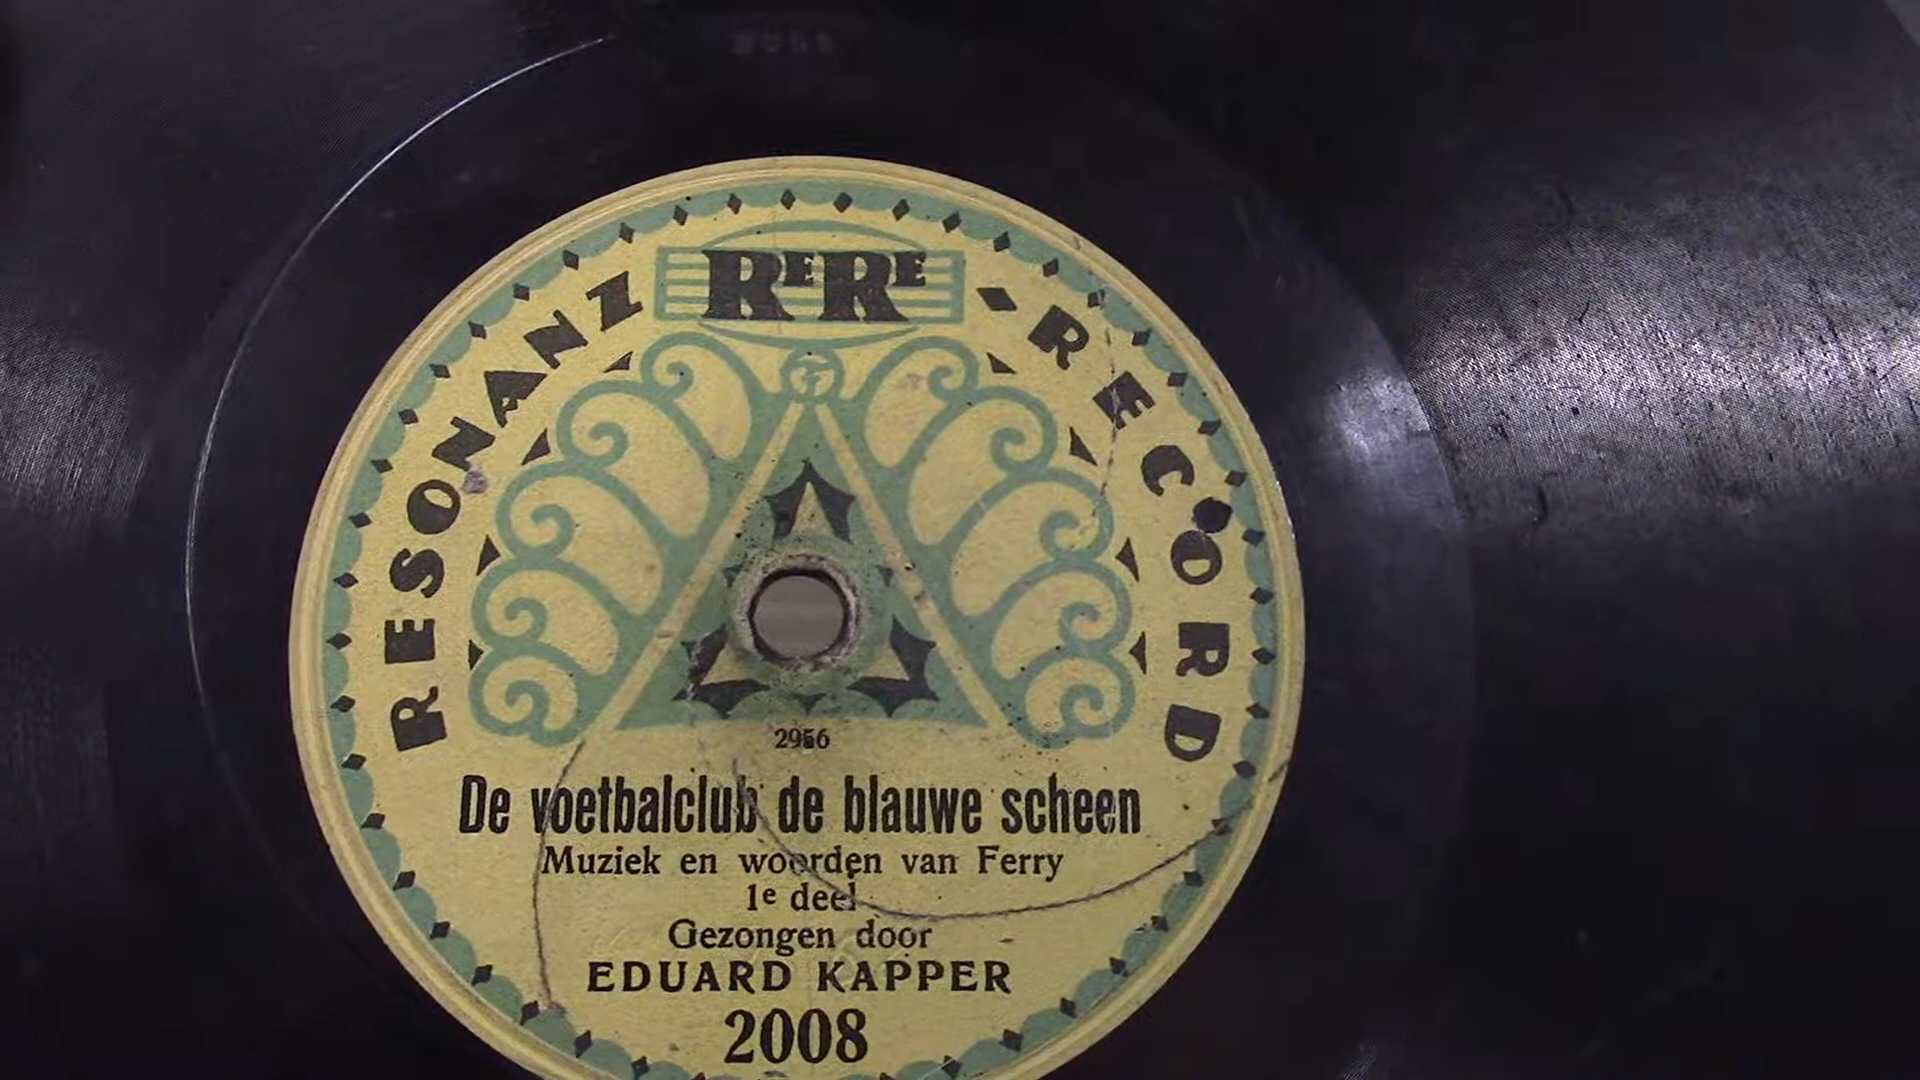 RERE
RESONANZ - RECORD
2956
De voetbalclub de blauwe scheen
Muziek en woorden van Ferry
1e deel
Gezongen door
EDUARD KAPPER
2008